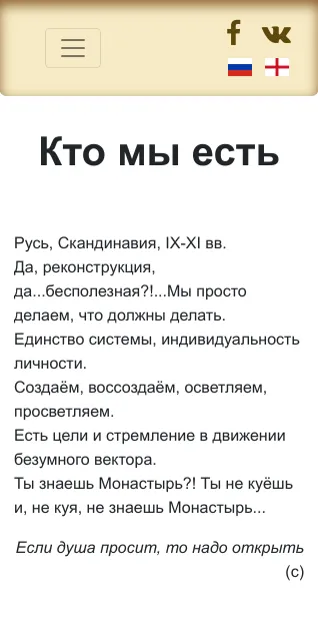 Кто мы есть
Русь, Скандинавия, IX-XI вв.
Да, реконструкция,
да...бесполезная?!...Мы просто
делаем, что должны делать.
Единство системы, индивидуальность
личности.
Создаём, воссоздаём, осветляем,
просветляем.
Есть цели и стремление в движении
безумного вектора.
Ты знаешь Монастырь?! Ты не куёшь
и, не куя, не знаешь Монастырь...
Если душа просит, то надо открыть
(с)